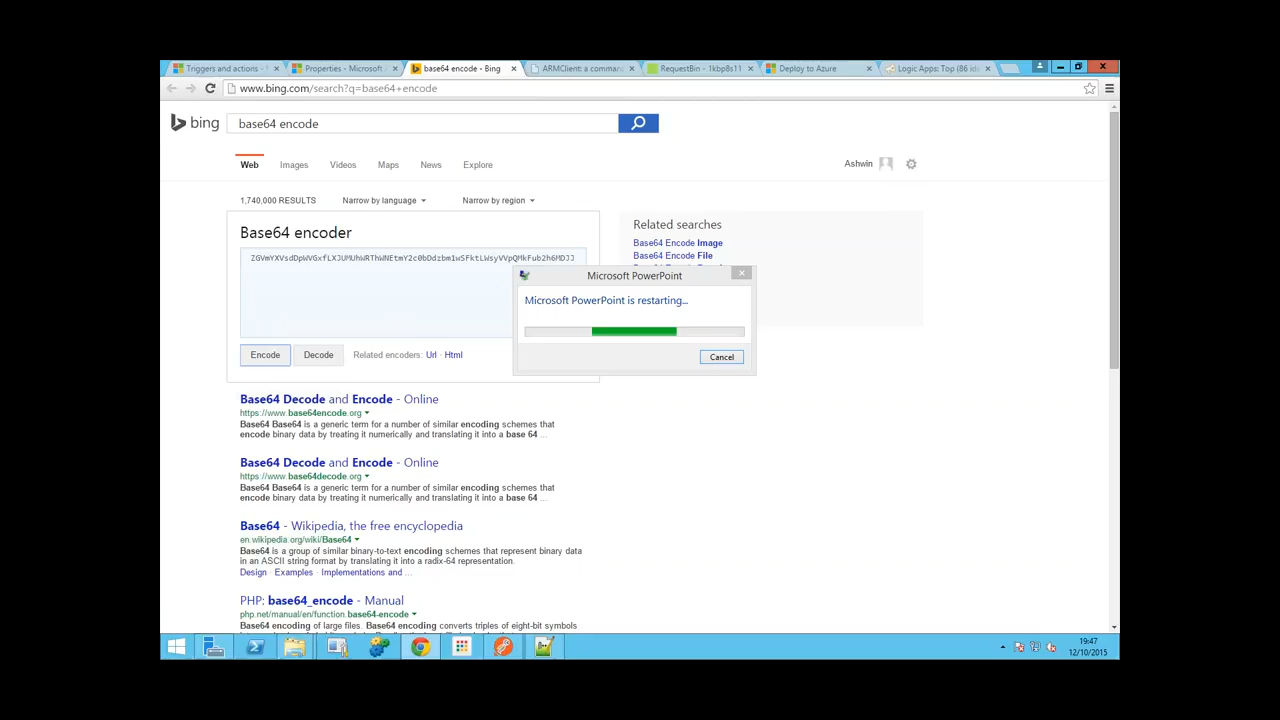 Triggers and actions -
Properties - Microsoft
base64 encode - Bing
ARMClient: a comman
RequestBin - 1kbp8s11
Deploy to Azure
Logic Apps: Top (86 id
www.bing.com/search?q=base64+encode
bing
base64 encode
Web
Images
Videos
Maps
News
Explore
Ashwin
1,740,000 RESULTS
Narrow by language
Narrow by region
Base64 encoder
Related searches
Base64 Encode Image
Base64 Encode File
Microsoft PowerPoint
Microsoft PowerPoint is restarting...
Cancel
Encode
Decode
Related encoders: Url · Html
Base64 Decode and Encode - Online
https://www.base64encode.org
Base64 Base64 is a generic term for a number of similar encoding schemes that
encode binary data by treating it numerically and translating it into a base 64 ...
Base64 Decode and Encode - Online
https://www.base64decode.org
Base64 Base64 is a generic term for a number of similar encoding schemes that
encode binary data by treating it numerically and translating it into a base 64 ...
Base64 - Wikipedia, the free encyclopedia
en.wikipedia.org/wiki/Base64
Base64 is a group of similar binary-to-text encoding schemes that represent binary data
in an ASCII string format by translating it into a radix-64 representation.
Design · Examples · Implementations and ...
PHP: base64_encode - Manual
php.net/manual/en/function.base64-encode
Base64 encoding of large files. Base64 encoding converts triples of eight-bit symbols
19:47
12/10/2015